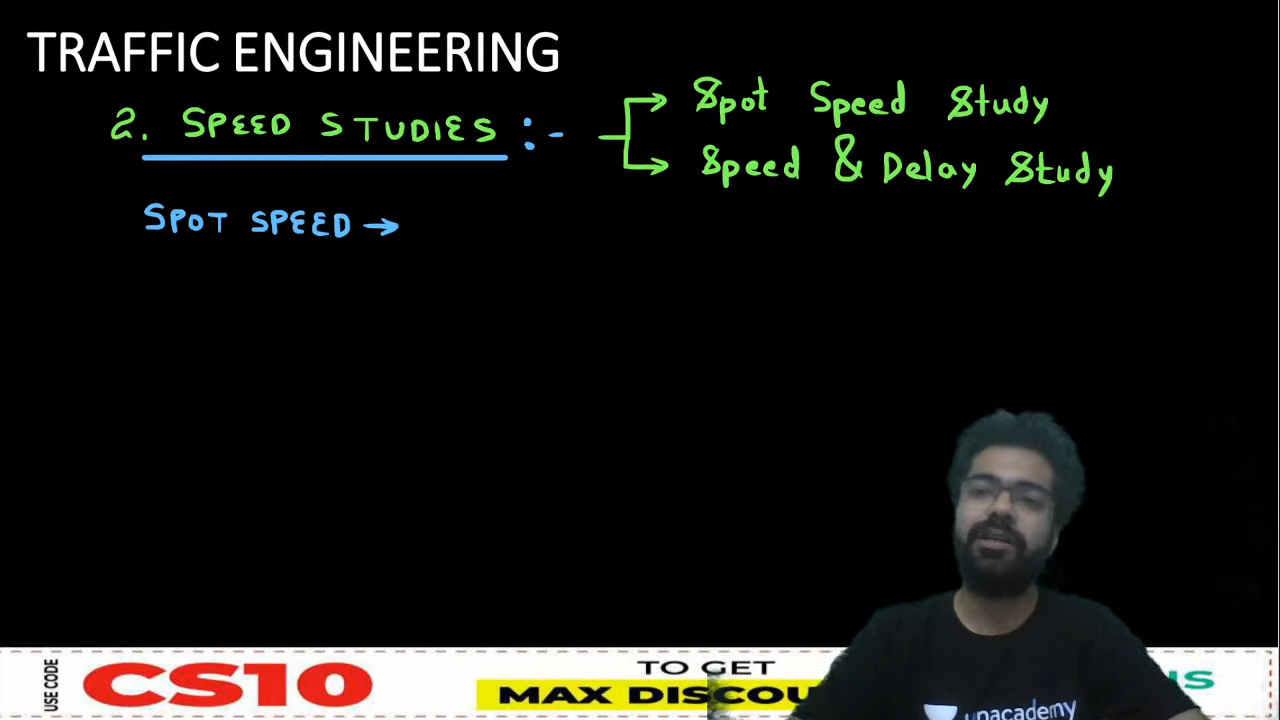 TRAFFIC ENGINEERING
2. SPEED STUDIES :-
Spot Speed Study
Speed & Delay Study
SPOT SPEED →
USE CODE
CS10
TO GET
MAX
unacademy